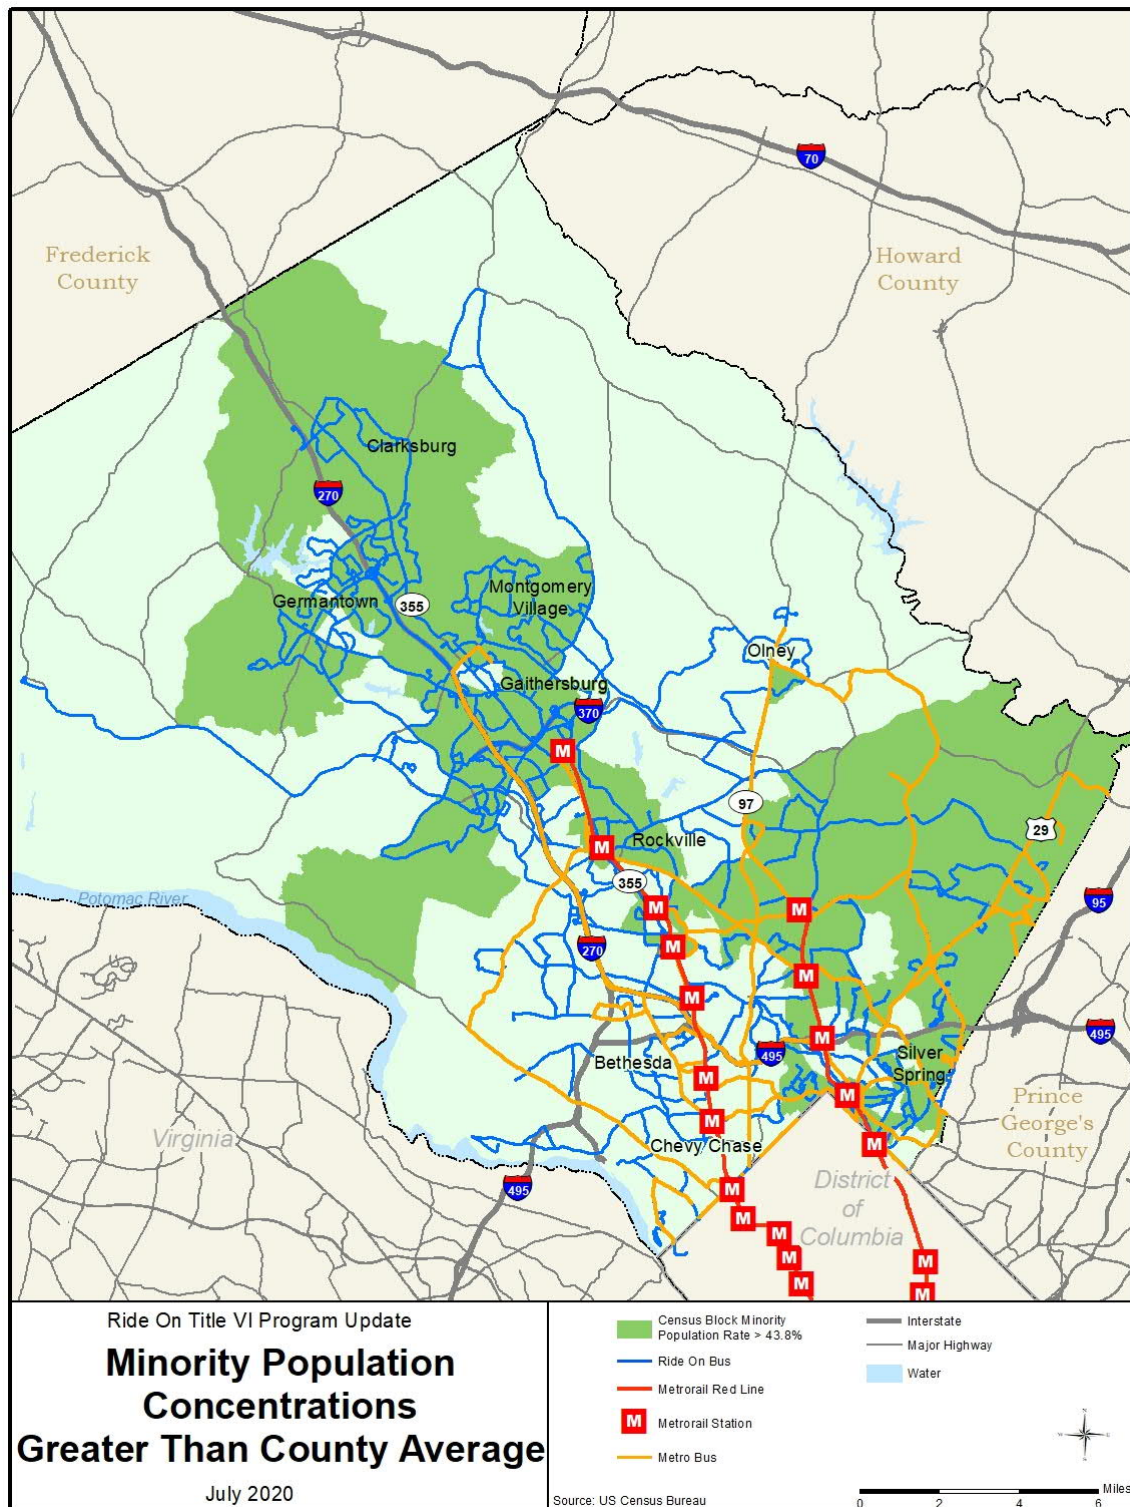 70
Frederick
County
Howard
County
Clarksburg
270
Montgomery
Village
Germantown
355
Olney
Gaithersburg
370
M
97
29
Rockville
M
355
Potomac River
95
M
M
M
270
M
M
M
495
M
495
Silver
Spring
Bethesda
M
M
Prince
George's
County
M
Virginia
Chevy Chase
M
District
of
Columbia
495
M
M
M
M
M
M
M
Ride On Title VI Program Update
Minority Population
Concentrations
Greater Than County Average
July 2020
Census Block Minority
Population Rate > 43.8%
Ride On Bus
Metrorail Red Line
M
Metrorail Station
Metro Bus
Source: US Census Bureau
Interstate
Major Highway
Water
N
W E
S
Miles
0 2 4 6